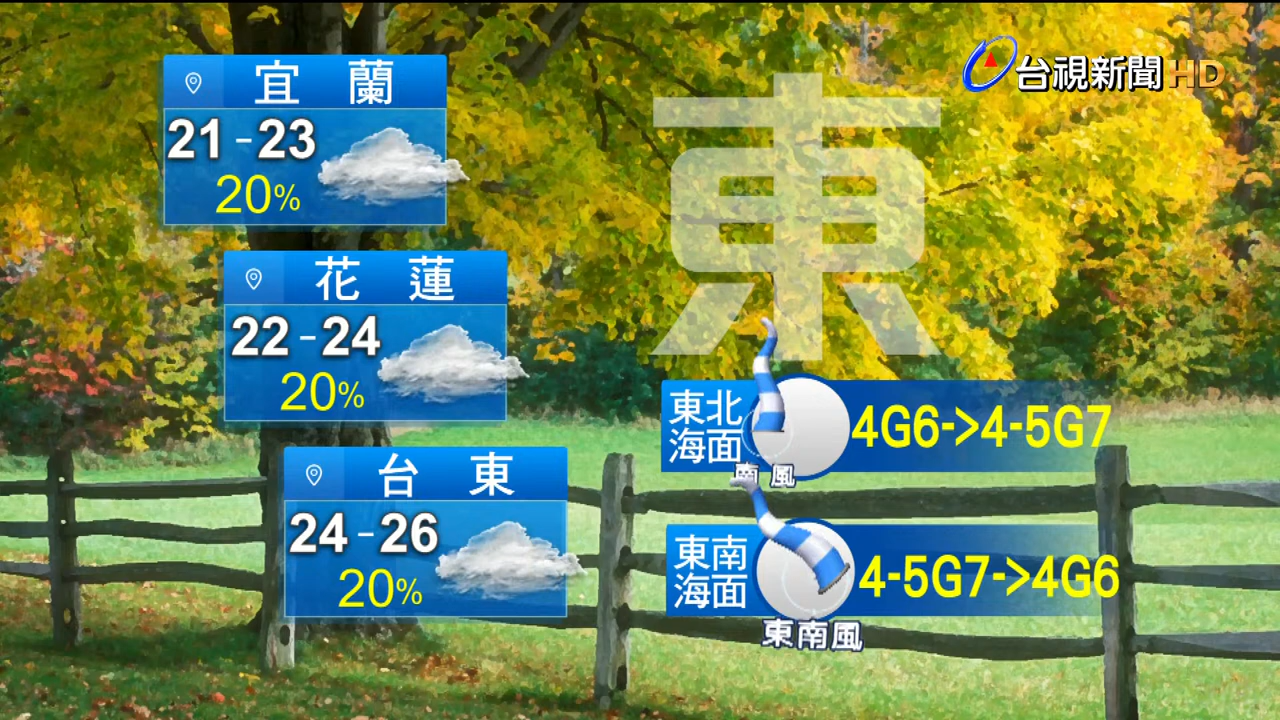 台視新聞HD
東
宜 蘭
21-23
20%
花 蓮
22-24
20%
台 東
24-26
20%
東北
海面
4G6->4-5G7
南風
東南
海面
4-5G7->4G6
東南風